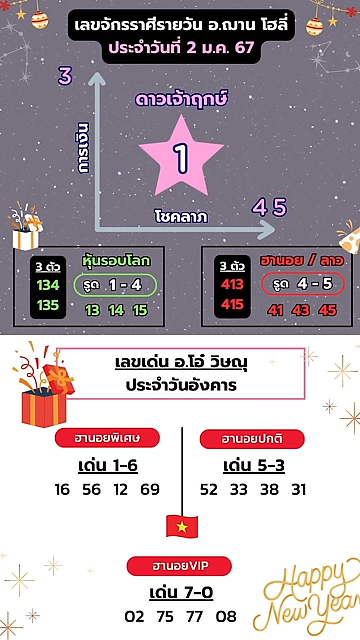 เลขจักรราศีรายวัน อ.ฌาน โฮลี่
ประจำวันที่ 2 ม.ค. 67
3
ดาวเจ้าฤกษ์
การเงิน
1
โชคลาภ
4 5
3 ตัว
134
135
หุ้นรอบโลก
รูด 1 - 4
13 14 15
3 ตัว
413
415
ฮานอย / ลาว
รูด 4 - 5
41 43 45
เลขเด่น อ.โอ๋ วิษณุ
ประจำวันอังคาร
ฮานอยพิเศษ
เด่น 1-6
16 56 12 69
ฮานอยปกติ
เด่น 5-3
52 33 38 31
ฮานอยVIP
เด่น 7-0
02 75 77 08
Happy
New Year